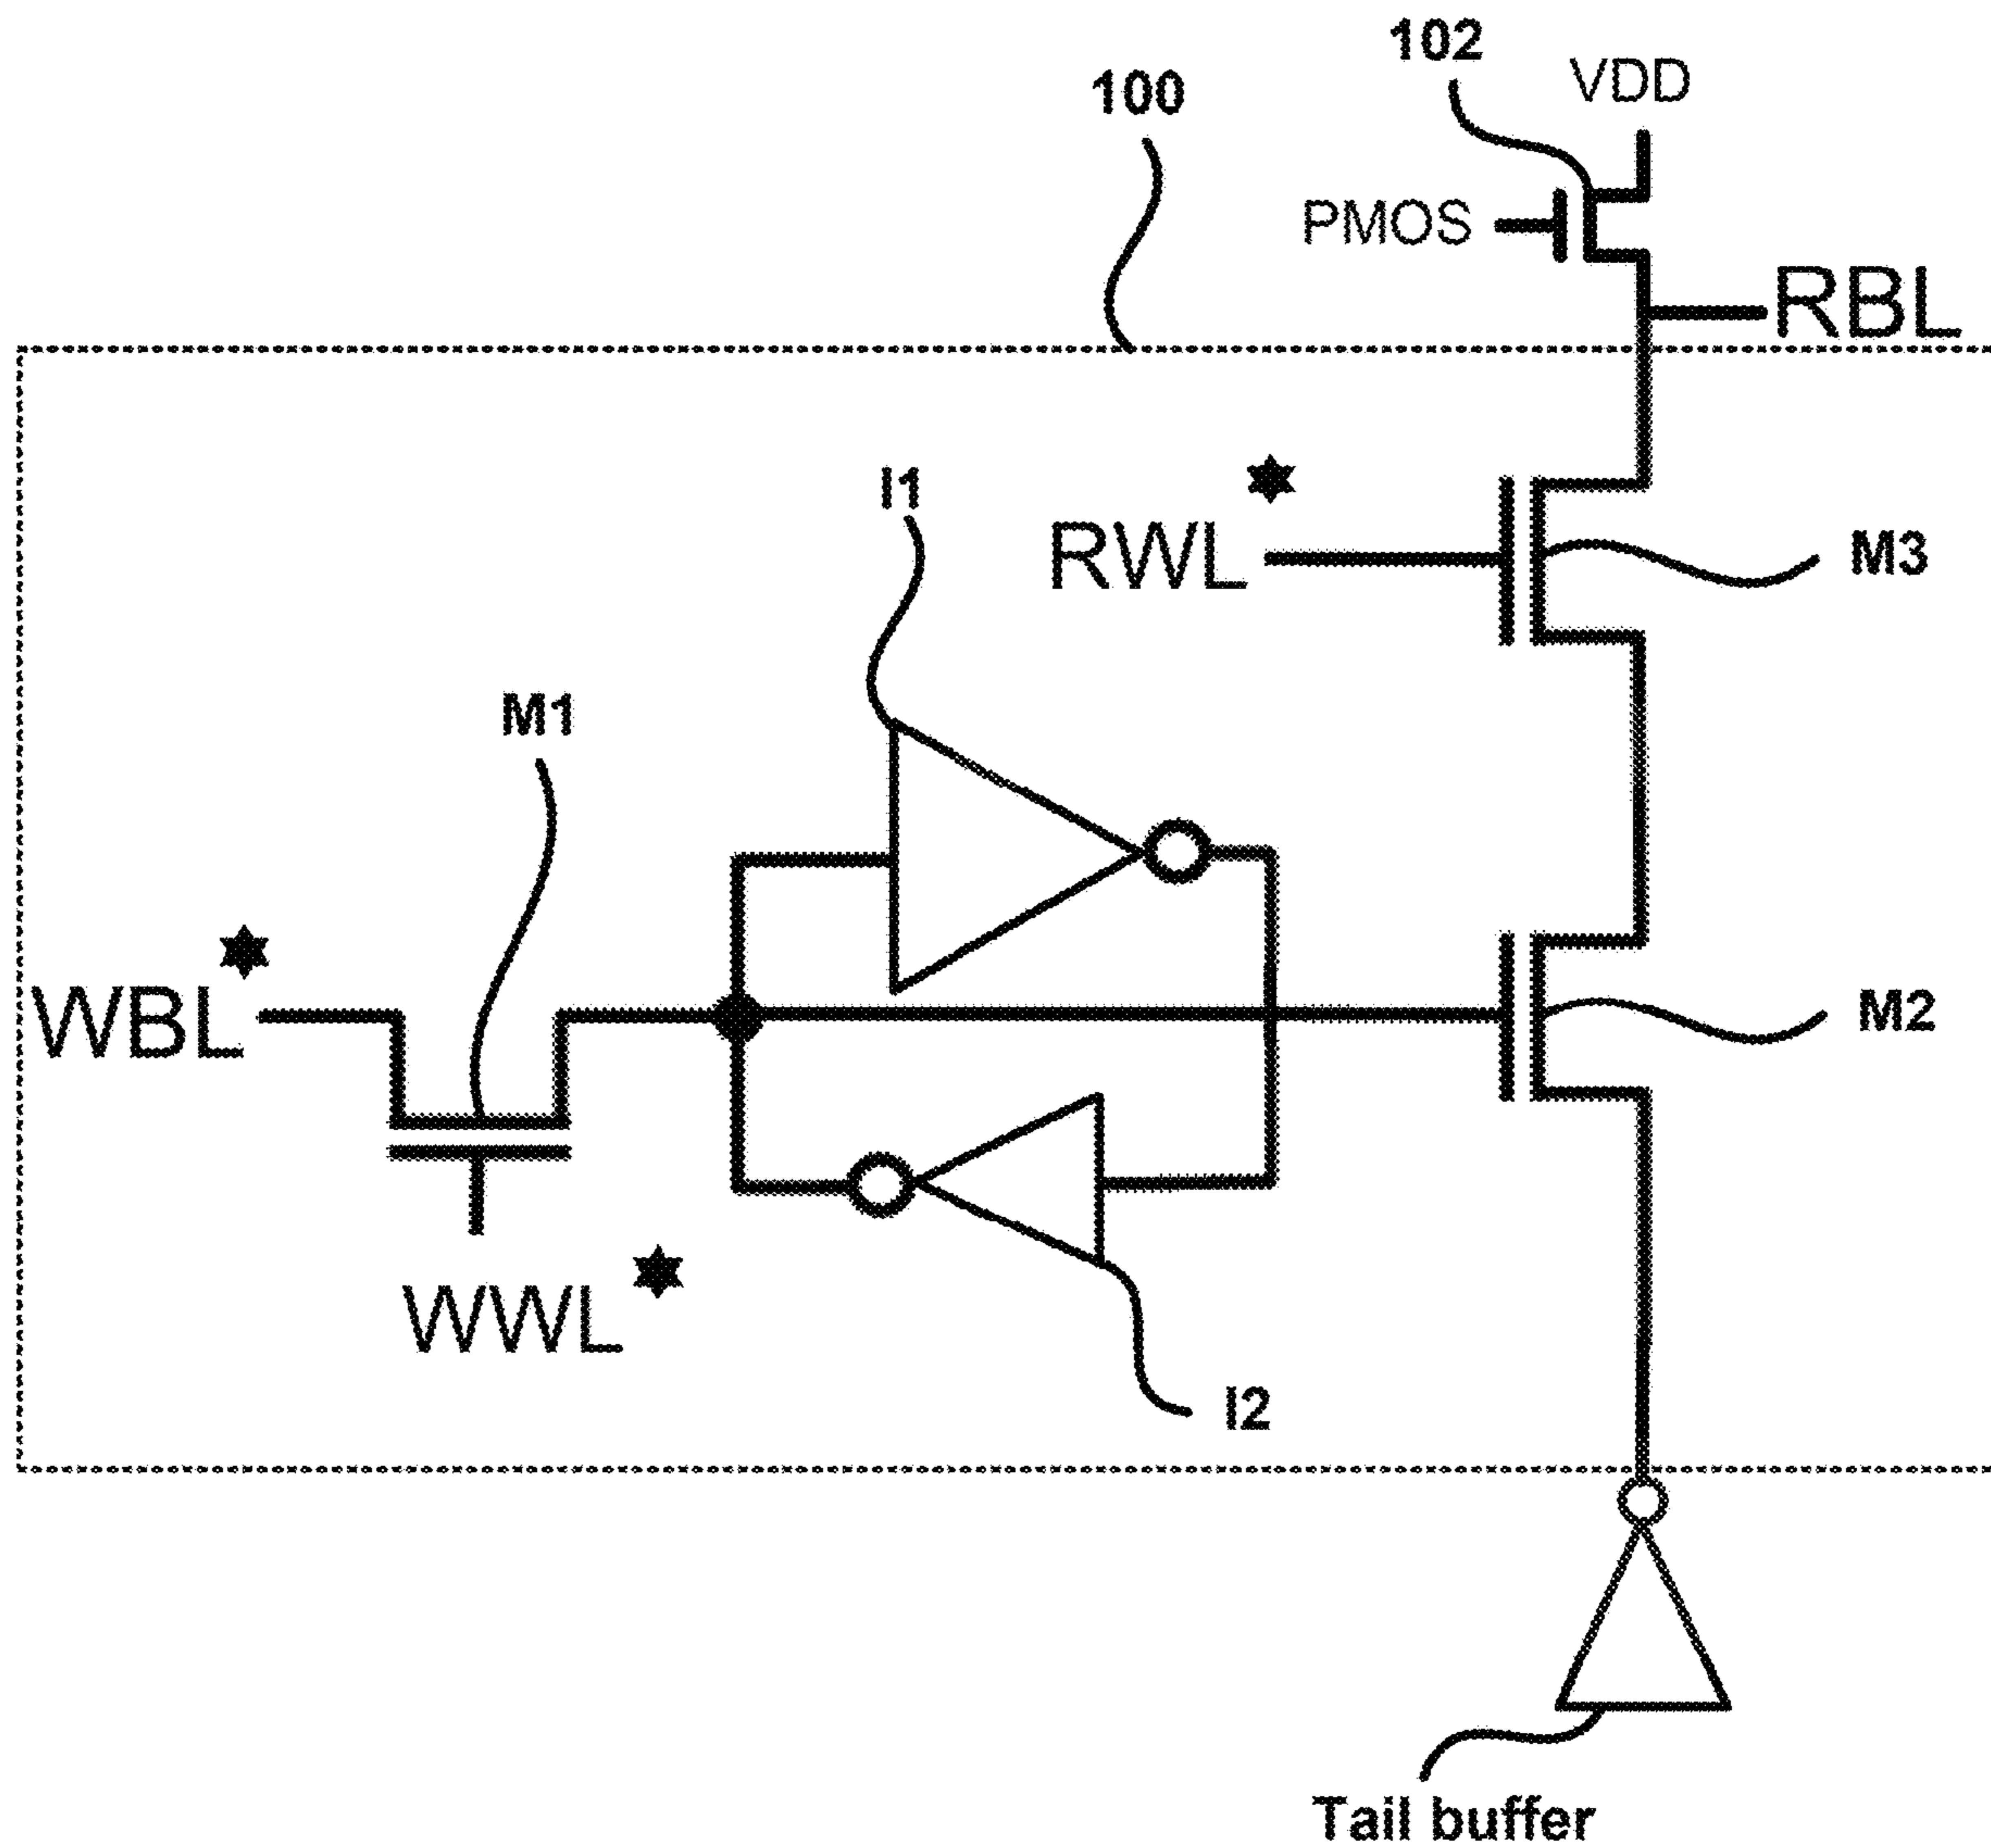 102
VDD
100
PMOS
RBL
I1
RWL
M3
M1
WBL
M2
WWL
I2
Tail buffer